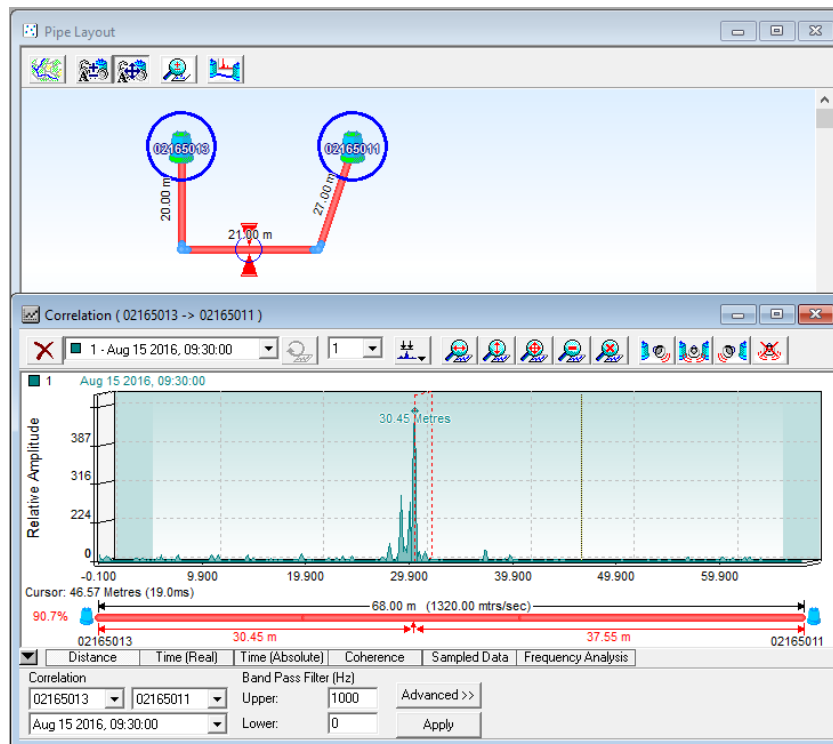 Pipe Layout
02165013
02165011
20.00 m
27.00 m
21.00 m
Correlation ( 02165013 -> 02165011 )
1 - Aug 15 2016, 09:30:00
1
1 Aug 15 2016, 09:30:00
30.45 Metres
Relative Amplitude
387
316
224
0
-0.100 9.900 19.900 29.900 39.900 49.900 59.900
Cursor: 46.57 Metres (19.0ms)
68.00 m (1320.00 mtrs/sec)
90.7%
30.45 m 37.55 m
02165013 02165011
Distance Time (Real) Time (Absolute) Coherence Sampled Data Frequency Analysis
Correlation Band Pass Filter (Hz)
02165013 02165011 Upper: 1000 Advanced >>
Aug 15 2016, 09:30:00 Lower: 0 Apply